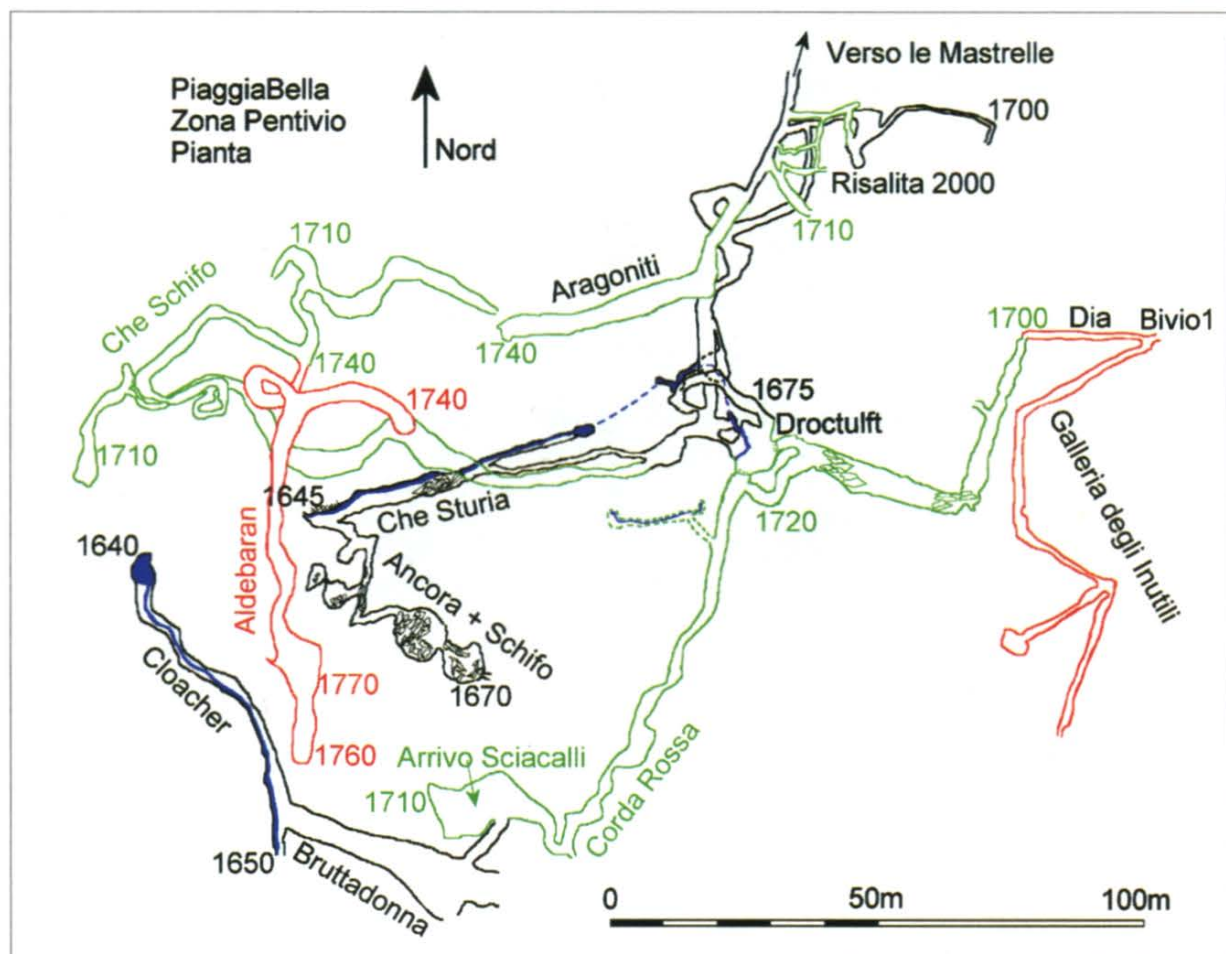 Verso le Mastrelle
PiaggiaBella
Zona Pentivio
Pianta
Nord
1700
Risalita 2000
1710
1710
Che Schifo
Aragoniti
1740
1740
1700
Dia
Bivio1
1740
1675
Droctulft
1710
1645
Che Sturia
1720
Galleria degli Inutili
1640
Aldebaran
Ancora + Schifo
Cloacher
1770
1670
1760
Arrivo Sciacalli
1710
Corda Rossa
1650
Bruttadonna
0 50m 100m